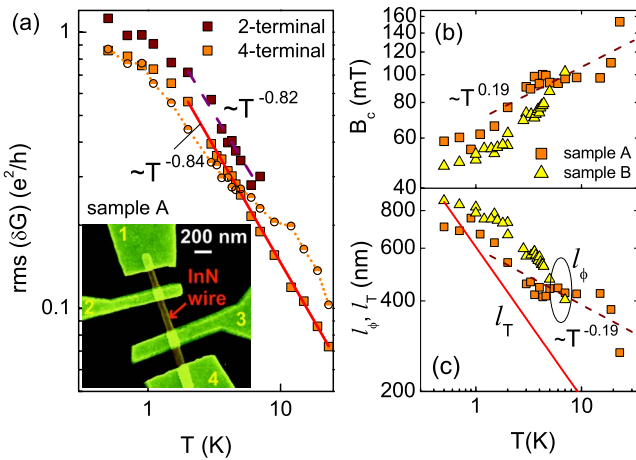 (a)
2-terminal
4-terminal
1
~T^-0.82
~T^-0.84
rms (δG) (e²/h)
sample A
1
200 nm
InN
wire
2
3
4
0.1
1
10
T (K)
(b)
160
140
120
100
80
60
40
B_c (mT)
~T^0.19
sample A
sample B
800
600
400
200
l_ϕ, l_T (nm)
l_ϕ
l_T
~T^-0.19
(c)
1
10
T(K)